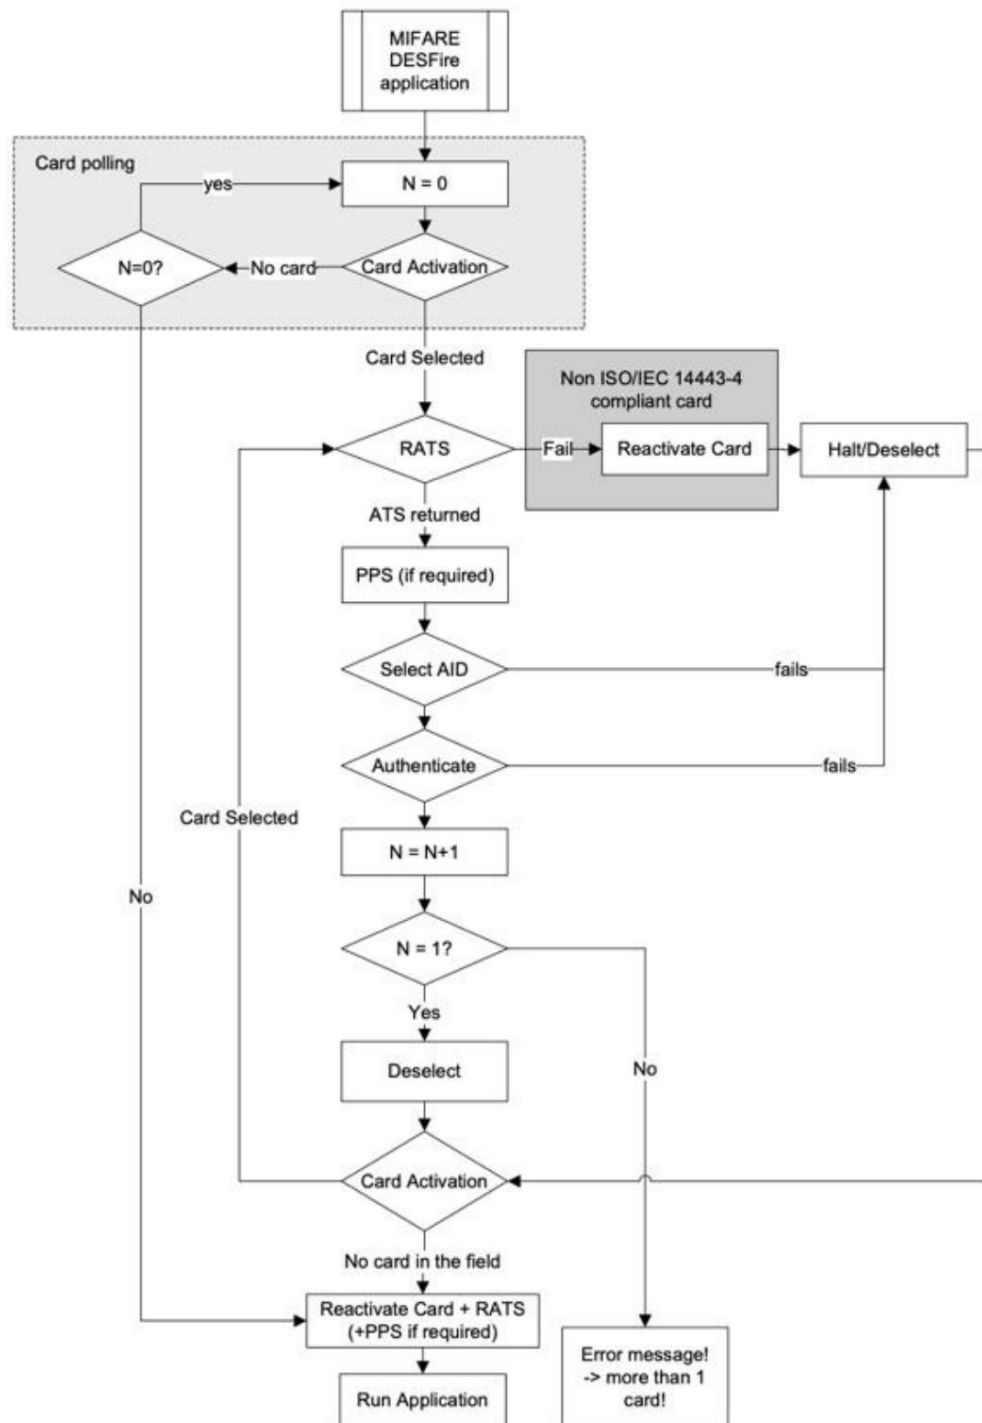 MIFARE
DESFire
application
Card polling
yes
N = 0
N=0?
No card
Card Activation
Card Selected
Non ISO/IEC 14443-4
compliant card
RATS
Fail
Reactivate Card
Halt/Deselect
ATS returned
PPS (if required)
Select AID
fails
Authenticate
fails
Card Selected
N = N+1
No
N = 1?
Yes
Deselect
No
Card Activation
No card in the field
Reactivate Card + RATS
(+PPS if required)
Error message!
-> more than 1
card!
Run Application